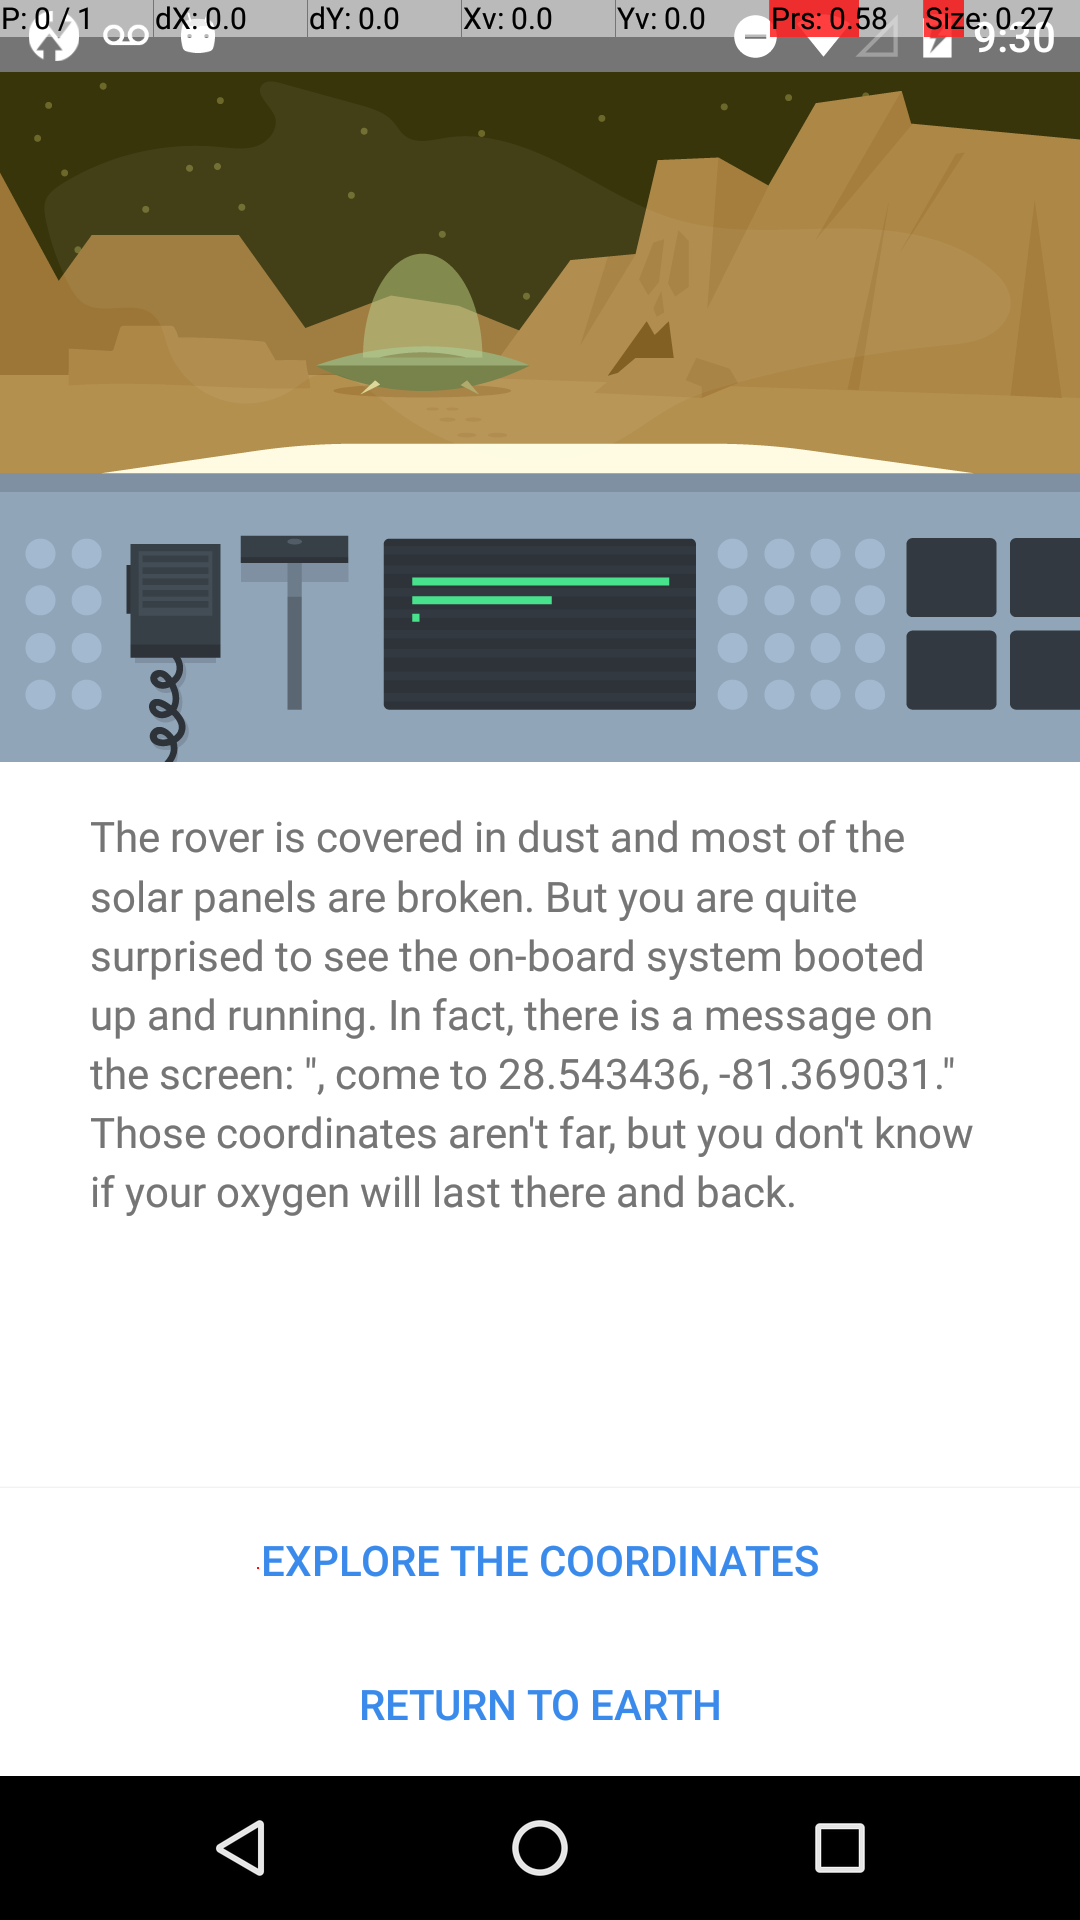 P: 0 / 1 dX: 0.0 dY: 0.0 Xv: 0.0 Yv: 0.0 Prs: 0.58 Size: 0.27
9:30
The rover is covered in dust and most of the
solar panels are broken. But you are quite
surprised to see the on-board system booted
up and running. In fact, there is a message on
the screen: ", come to 28.543436, -81.369031."
Those coordinates aren't far, but you don't know
if your oxygen will last there and back.
EXPLORE THE COORDINATES
RETURN TO EARTH